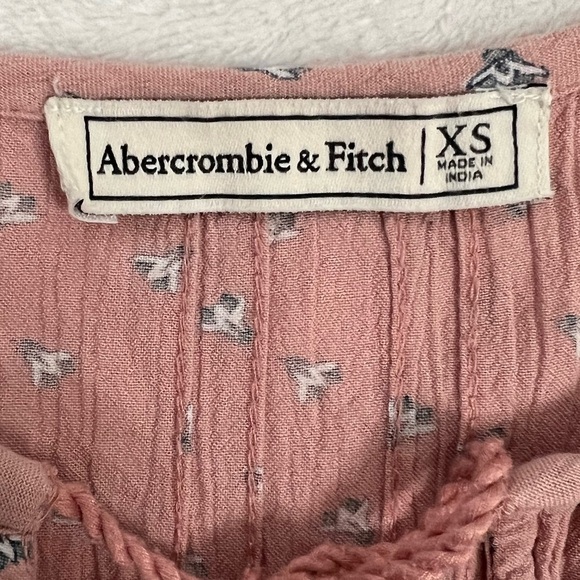 Abercrombie & Fitch
XS
MADE IN
INDIA